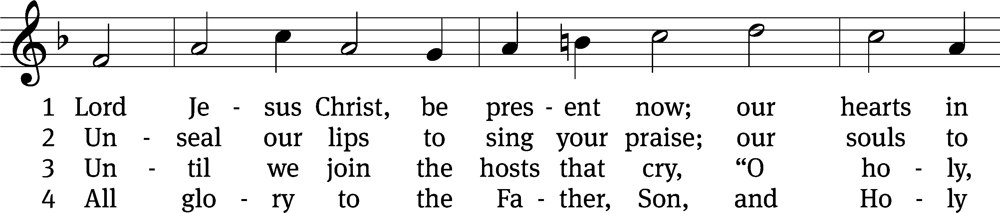 1 Lord Je - sus Christ, be pres - ent now; our hearts in
2 Un - seal our lips to sing your praise; our souls to
3 Un - til we join the hosts that cry, “O ho - ly,
4 All glo - ry to the Fa - ther, Son, and Ho - ly